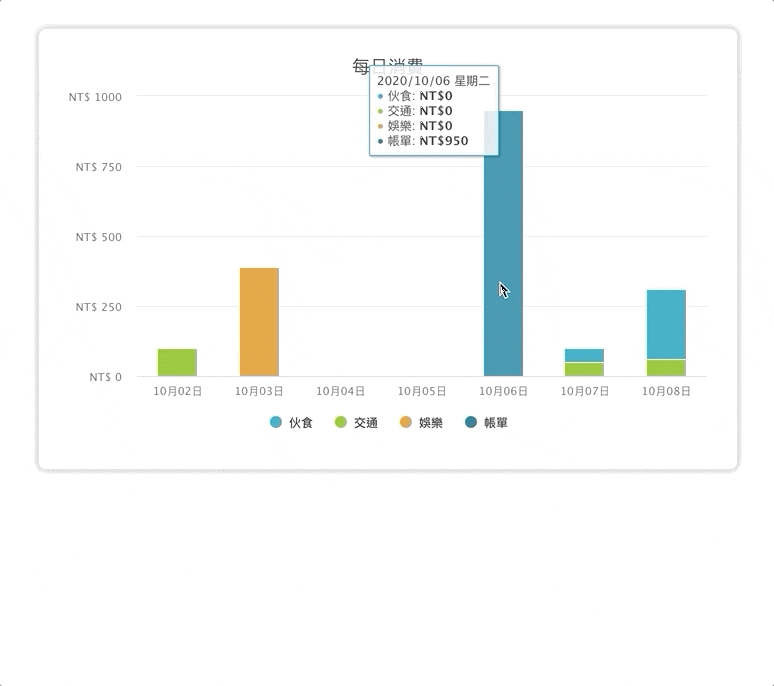 每日消費
2020/10/06 星期二
伙食: NT$0
交通: NT$0
娛樂: NT$0
帳單: NT$950
NT$ 1000
NT$ 750
NT$ 500
NT$ 250
NT$ 0
10月02日 10月03日 10月04日 10月05日 10月06日 10月07日 10月08日
伙食 交通 娛樂 帳單